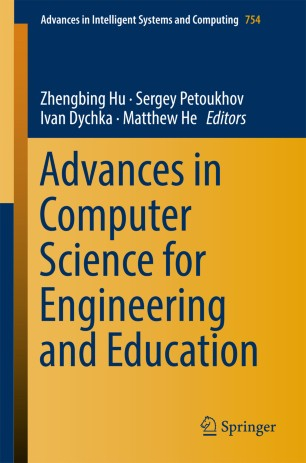 Advances in Intelligent Systems and Computing 754
Zhengbing Hu · Sergey Petoukhov
Ivan Dychka · Matthew He Editors
Advances in
Computer
Science for
Engineering
and Education
Springer